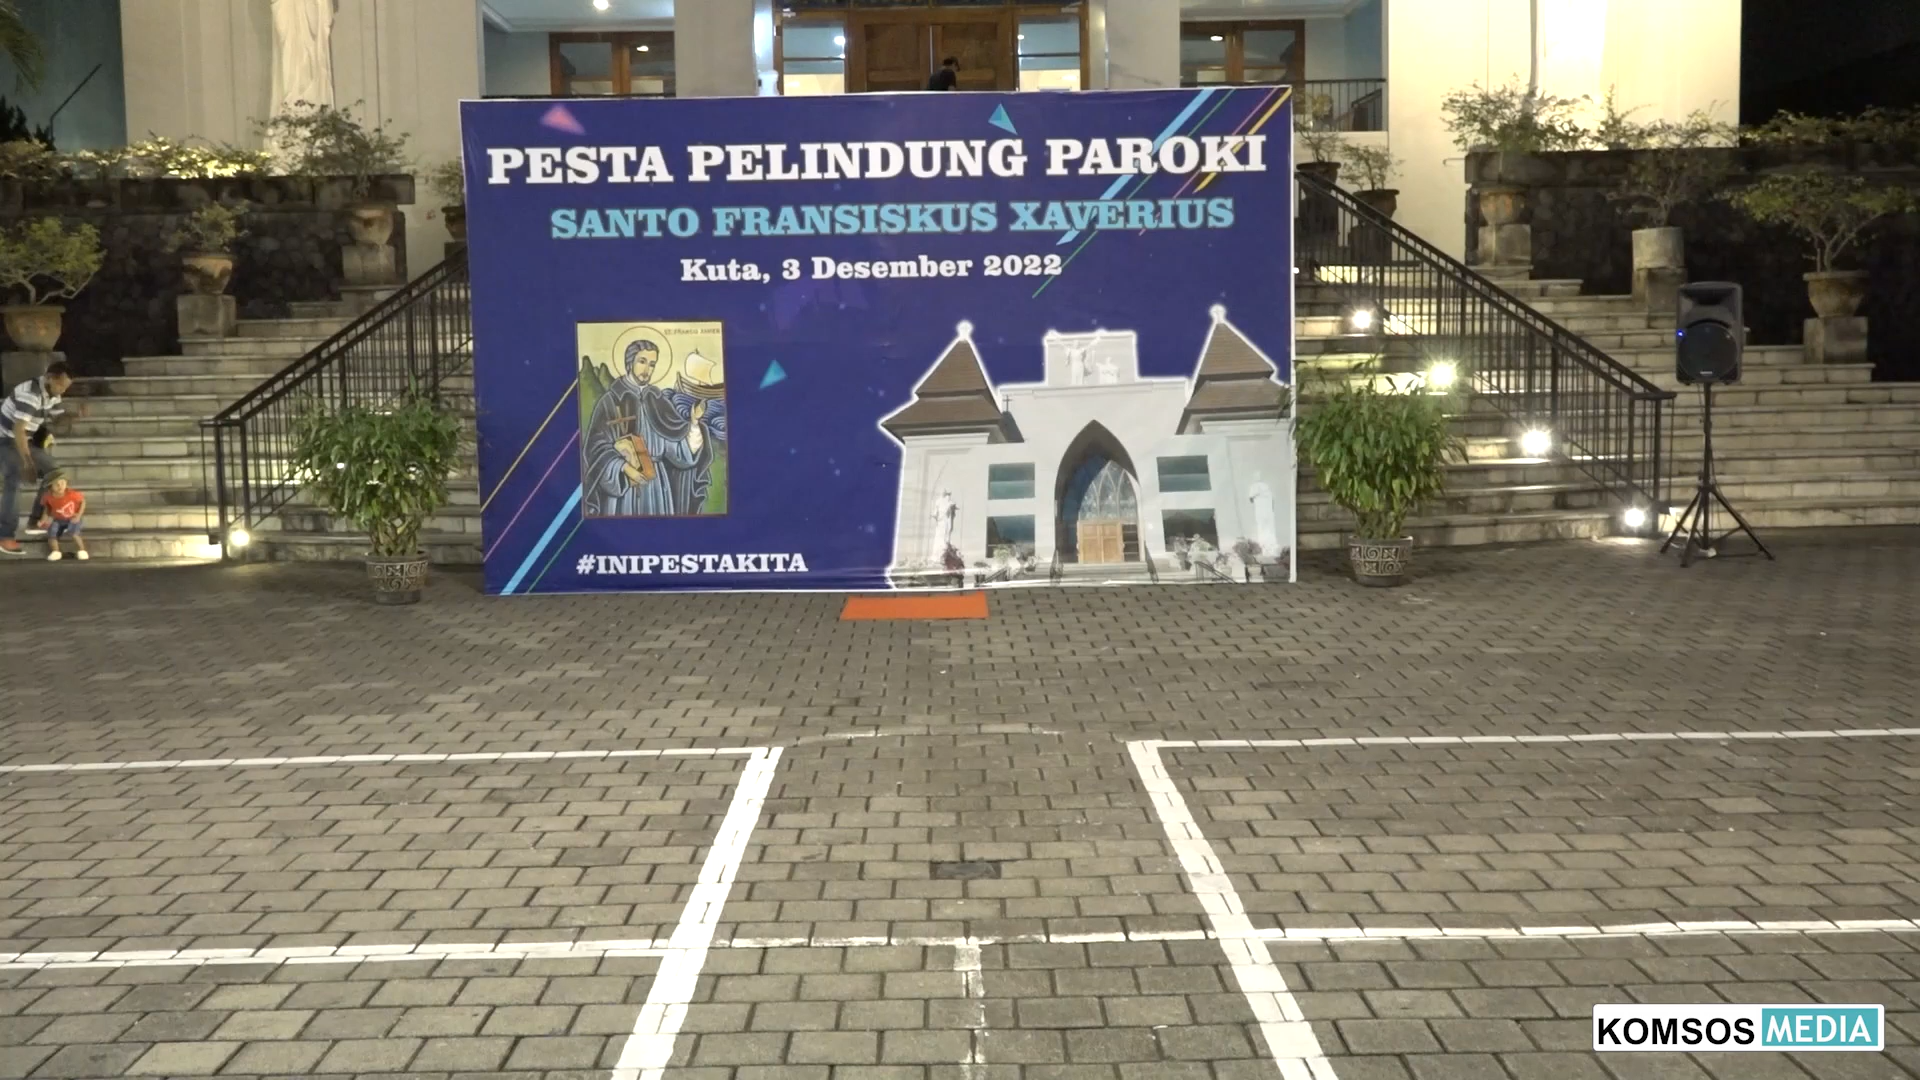 PESTA PELINDUNG PAROKI
SANTO FRANSISKUS XAVERIUS
Kuta, 3 Desember 2022
#INIPESTAKITA
KOMSOS MEDIA